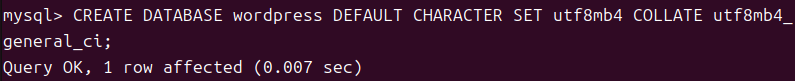 mysql> CREATE DATABASE wordpress DEFAULT CHARACTER SET utf8mb4 COLLATE utf8mb4_
general_ci;
Query OK, 1 row affected (0.007 sec)